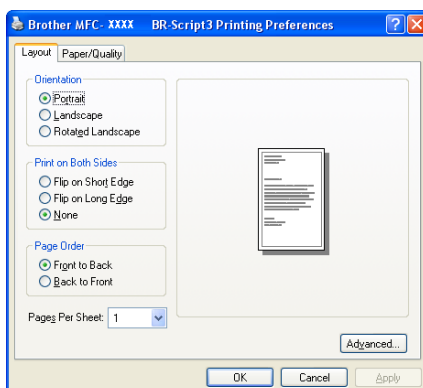 Brother MFC- XXXX BR-Script3 Printing Preferences
Layout Paper/Quality
Orientation
Portrait
Landscape
Rotated Landscape
Print on Both Sides
Flip on Short Edge
Flip on Long Edge
None
Page Order
Front to Back
Back to Front
Pages Per Sheet: 1
Advanced...
OK Cancel Apply